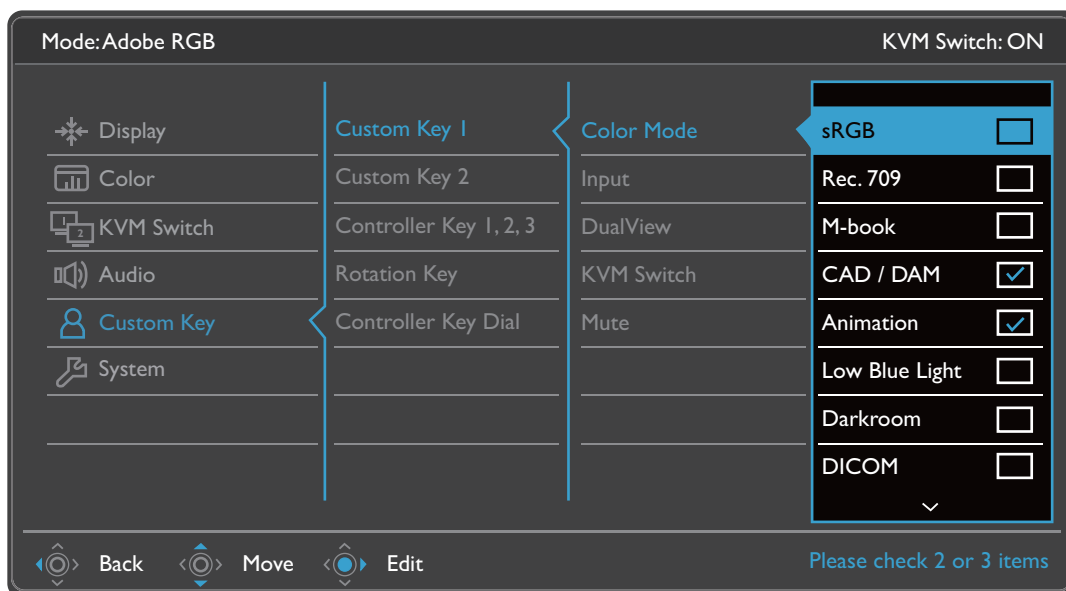 Mode: Adobe RGB
KVM Switch: ON
Display
Color
1
2
KVM Switch
Audio
Custom Key
System
Custom Key 1
Custom Key 2
Controller Key 1, 2, 3
Rotation Key
Controller Key Dial
Color Mode
Input
DualView
KVM Switch
Mute
sRGB
Rec. 709
M-book
CAD / DAM
Animation
Low Blue Light
Darkroom
DICOM
Back
Move
Edit
Please check 2 or 3 items